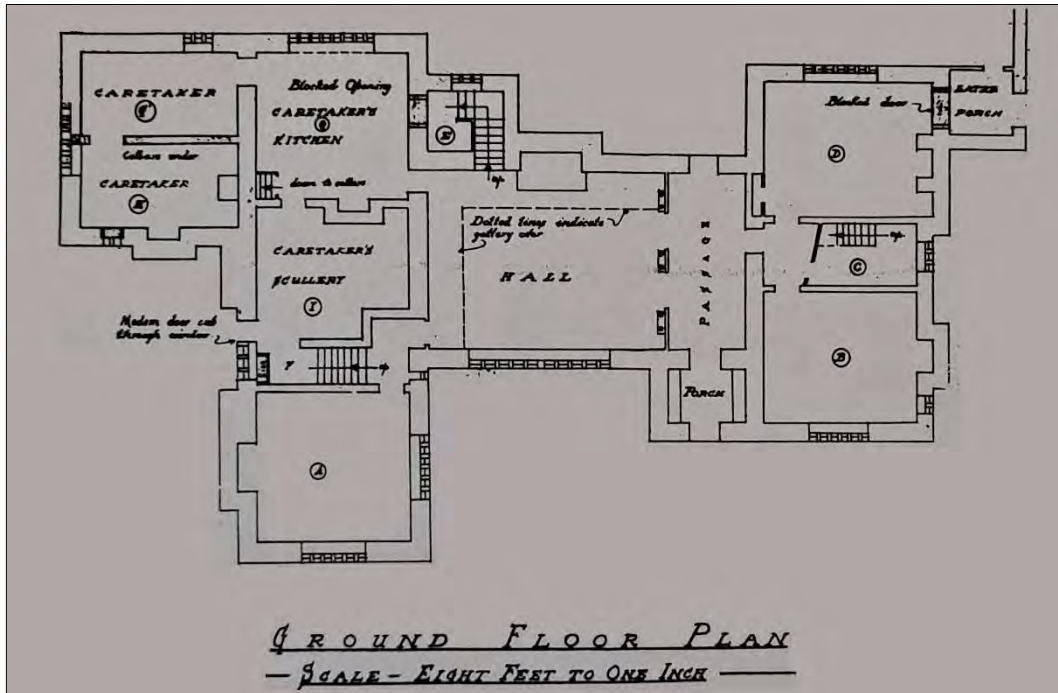 CARETAKER
Blocked Opening
CARETAKER'S
KITCHEN
Cellars under
CARETAKER
down to cellars
E
up
CARETAKER'S
SCULLERY
I
Modern door cut
through window
F
up
A
Dotted lines indicate
gallery over
HALL
PASSAGE
PORCH
Blocked door
LATER
PORCH
D
up
C
B
GROUND FLOOR PLAN
— SCALE – EIGHT FEET TO ONE INCH —